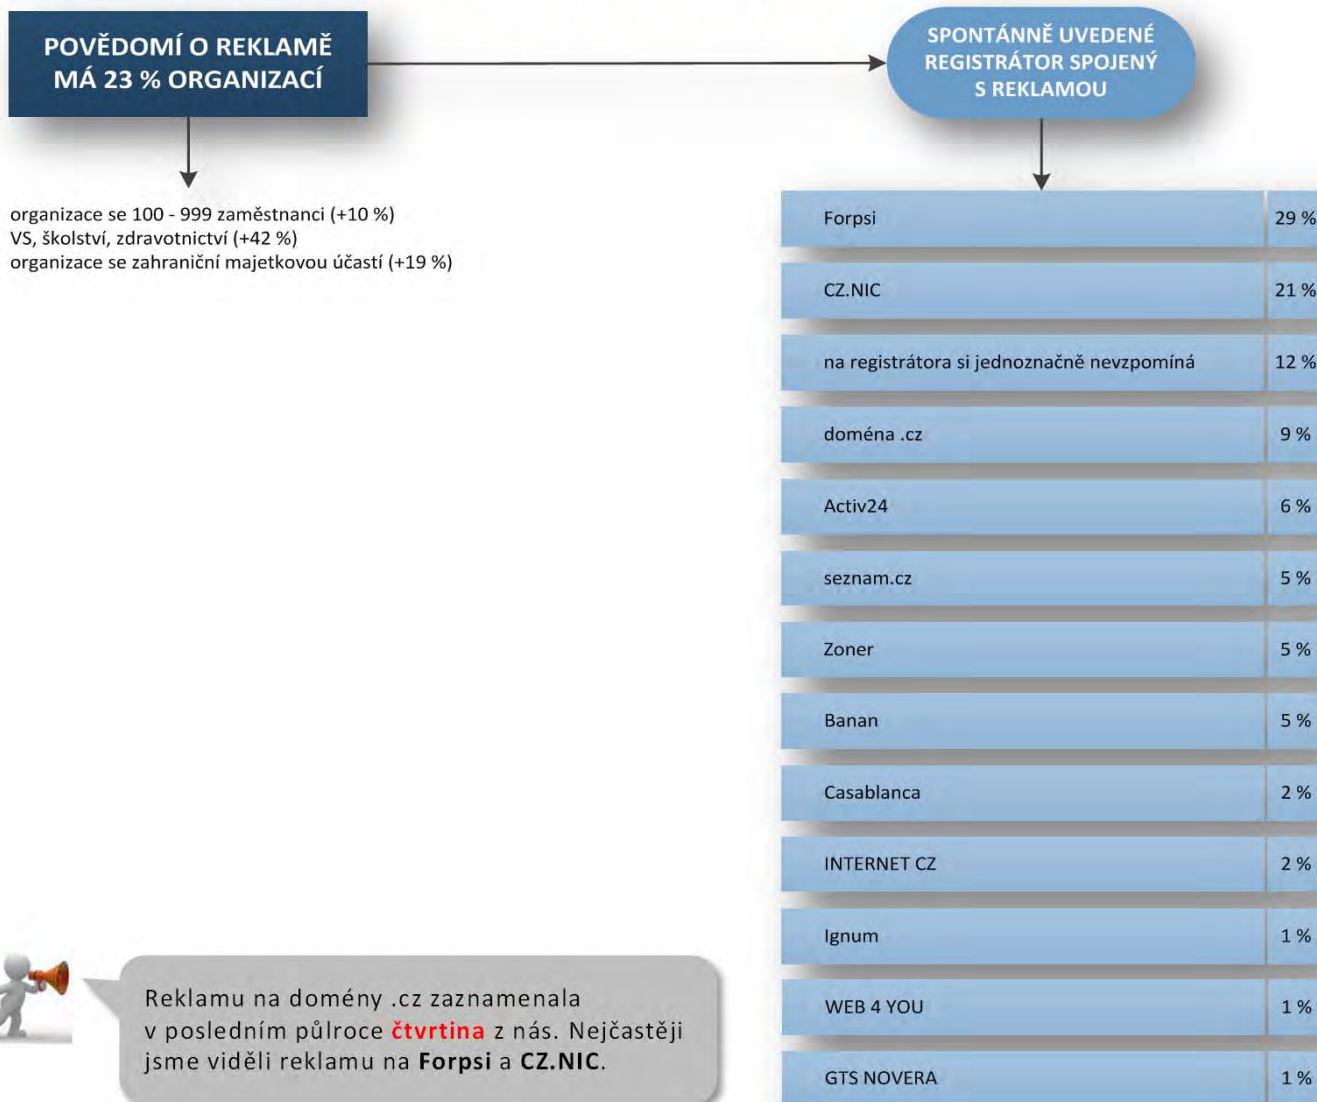 POVĚDOMÍ O REKLAMĚ
MÁ 23 % ORGANIZACÍ
SPONTÁNNĚ UVEDENÉ
REGISTRÁTOR SPOJENÝ
S REKLAMOU
organizace se 100 - 999 zaměstnanci (+10 %)
VS, školství, zdravotnictví (+42 %)
organizace se zahraniční majetkovou účastí (+19 %)
Forpsi 29 %
CZ.NIC 21 %
na registrátora si jednoznačně nevzpomíná 12 %
doména .cz 9 %
Activ24 6 %
seznam.cz 5 %
Zoner 5 %
Banan 5 %
Casablanca 2 %
INTERNET CZ 2 %
Ignum 1 %
WEB 4 YOU 1 %
GTS NOVERA 1 %
Reklamu na domény .cz zaznamenala
v posledním půlroce čtvrtina z nás. Nejčastěji
jsme viděli reklamu na Forpsi a CZ.NIC.